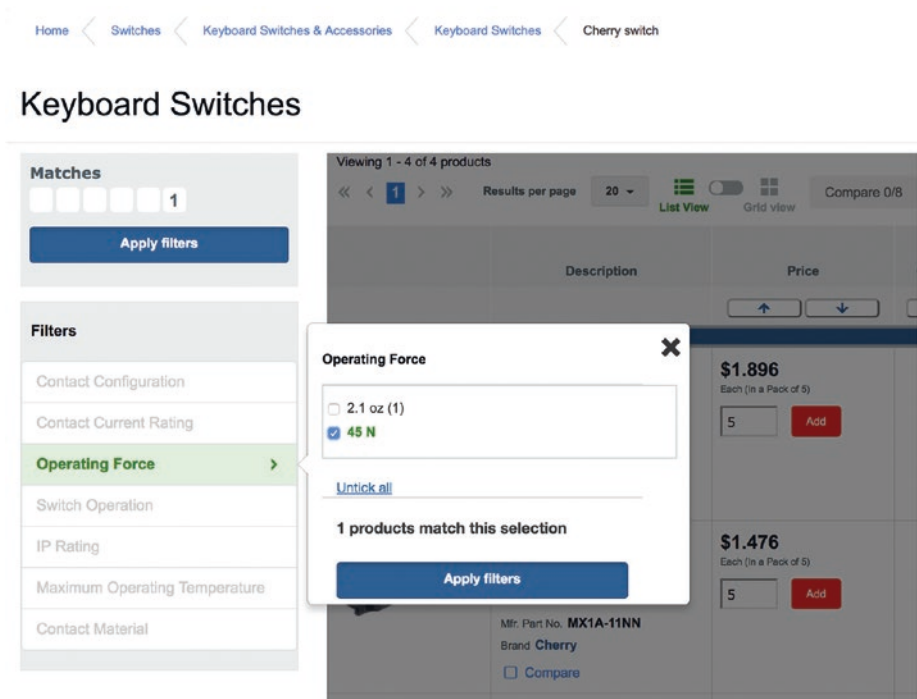 Home Switches Keyboard Switches & Accessories Keyboard Switches Cherry switch
Keyboard Switches
Matches
1
Apply filters
Filters
Contact Configuration
Contact Current Rating
Operating Force
Switch Operation
IP Rating
Maximum Operating Temperature
Contact Material
Viewing 1 - 4 of 4 products
« < 1 > » Results per page 20 List View Grid view Compare 0/8
Description Price
Operating Force
2.1 oz (1)
45 N
Untick all
1 products match this selection
Apply filters
$1.896
Each (In a Pack of 5)
5 Add
$1.476
Each (In a Pack of 5)
5 Add
Mfr. Part No. MX1A-11NN
Brand Cherry
Compare